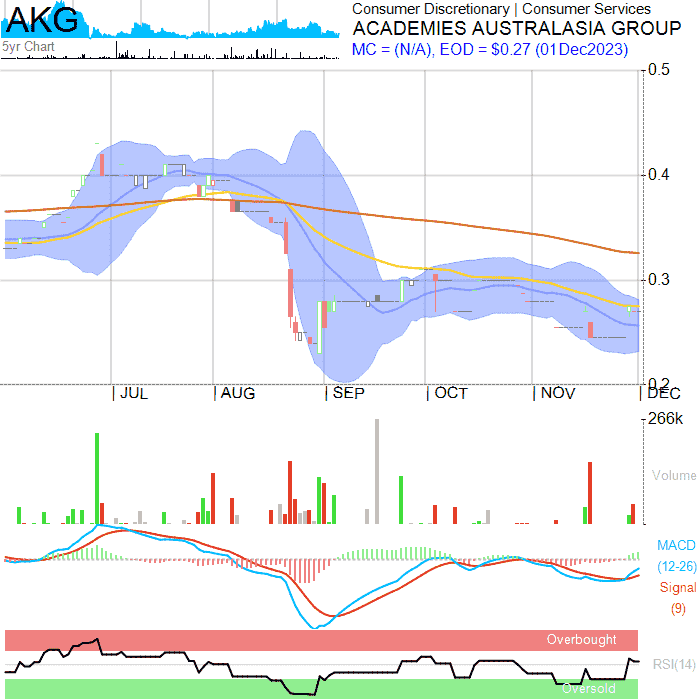 AKG
5yr Chart
Consumer Discretionary | Consumer Services
ACADEMIES AUSTRALASIA GROUP
MC = (N/A), EOD = $0.27 (01Dec2023)
0.5
0.4
0.3
0.2
JUL
AUG
SEP
OCT
NOV
DEC
266k
Volume
MACD
(12-26)
Signal
(9)
Overbought
RSI(14)
Oversold